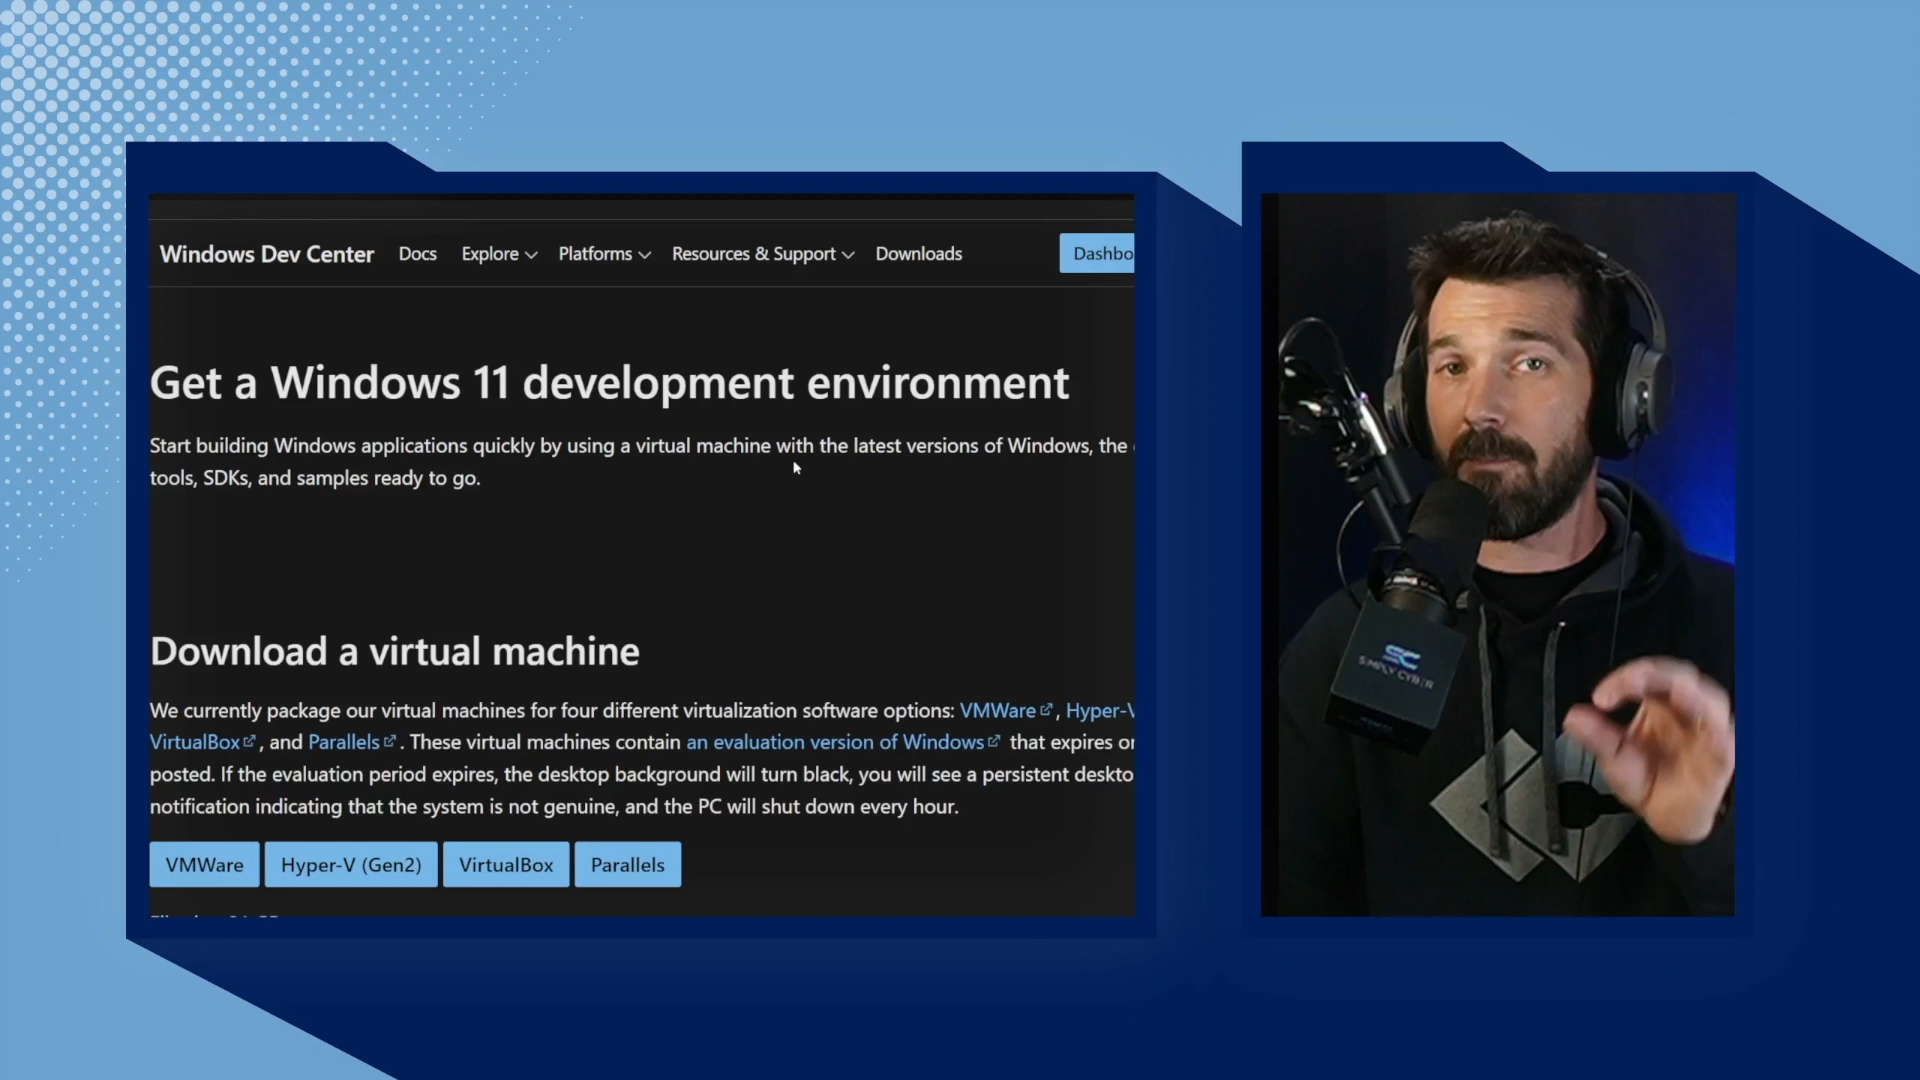 Windows Dev Center Docs Explore Platforms Resources & Support Downloads Dashbo
Get a Windows 11 development environment
Start building Windows applications quickly by using a virtual machine with the latest versions of Windows, the
tools, SDKs, and samples ready to go.
Download a virtual machine
We currently package our virtual machines for four different virtualization software options: VMWare, Hyper-V
VirtualBox, and Parallels. These virtual machines contain an evaluation version of Windows that expires on
posted. If the evaluation period expires, the desktop background will turn black, you will see a persistent deskto
notification indicating that the system is not genuine, and the PC will shut down every hour.
VMWare Hyper-V (Gen2) VirtualBox Parallels
SIMPLY CYBER